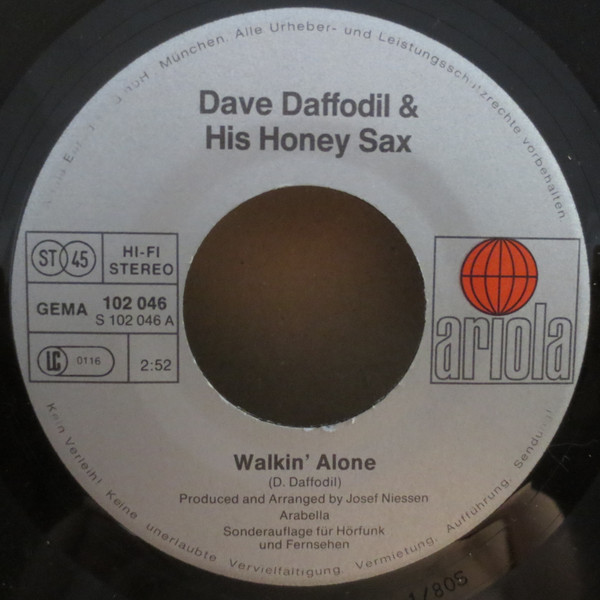 GmbH, München. Alle Urheber- und Leistungsschutzrechte vorbehalten.
Dave Daffodil &
His Honey Sax
ST 45
HI-FI
STEREO
GEMA 102 046
S 102 046 A
LC 0116
2:52
ariola
Walkin' Alone
(D. Daffodil)
Produced and Arranged by Josef Niessen
Arabella
Sonderauflage für Hörfunk
und Fernsehen
Kein Verleih! Keine unerlaubte Vervielfältigung, Vermietung, Aufführung, Sendung!